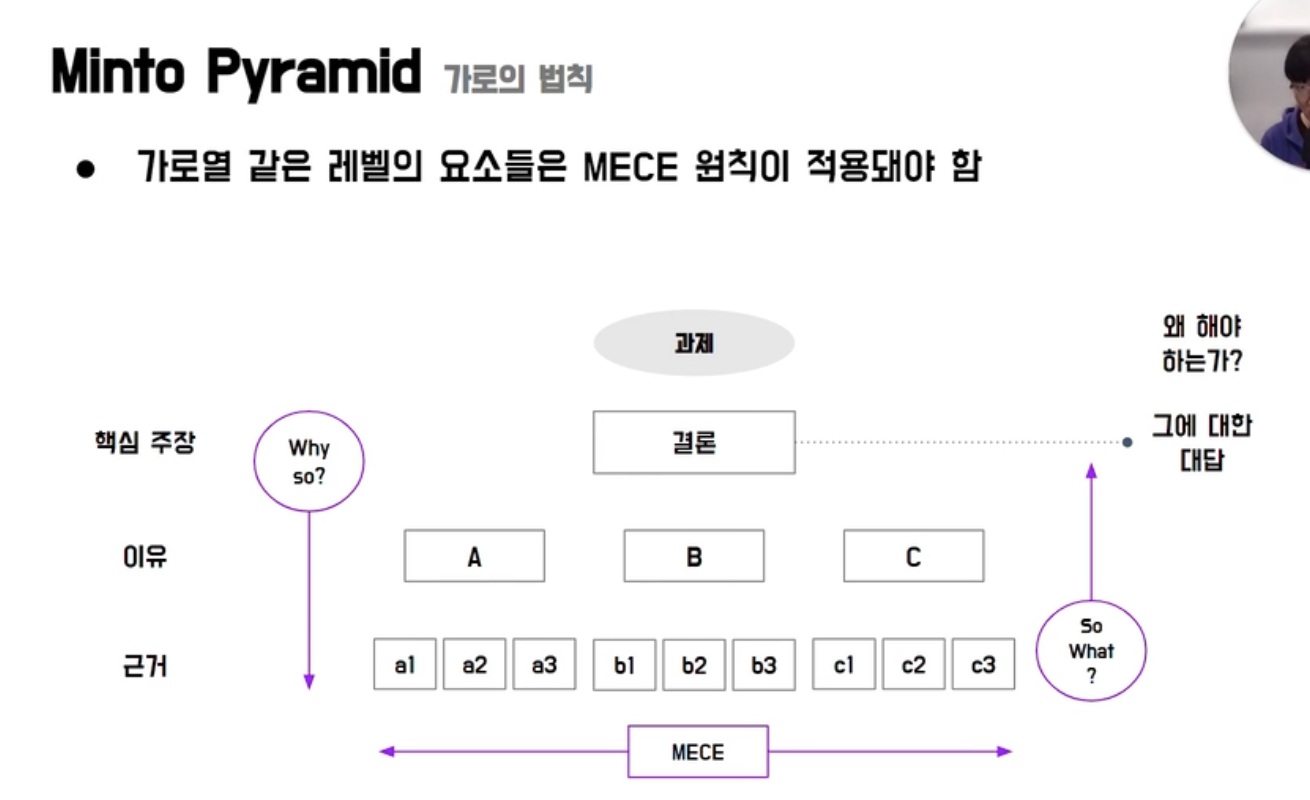 Minto Pyramid 가로의 법칙
● 가로열 같은 레벨의 요소들은 MECE 원칙이 적용돼야 함
과제
왜 해야
하는가?
핵심 주장
Why
so?
결론
그에 대한
대답
이유
A
B
C
근거
a1
a2
a3
b1
b2
b3
c1
c2
c3
So
What
?
MECE